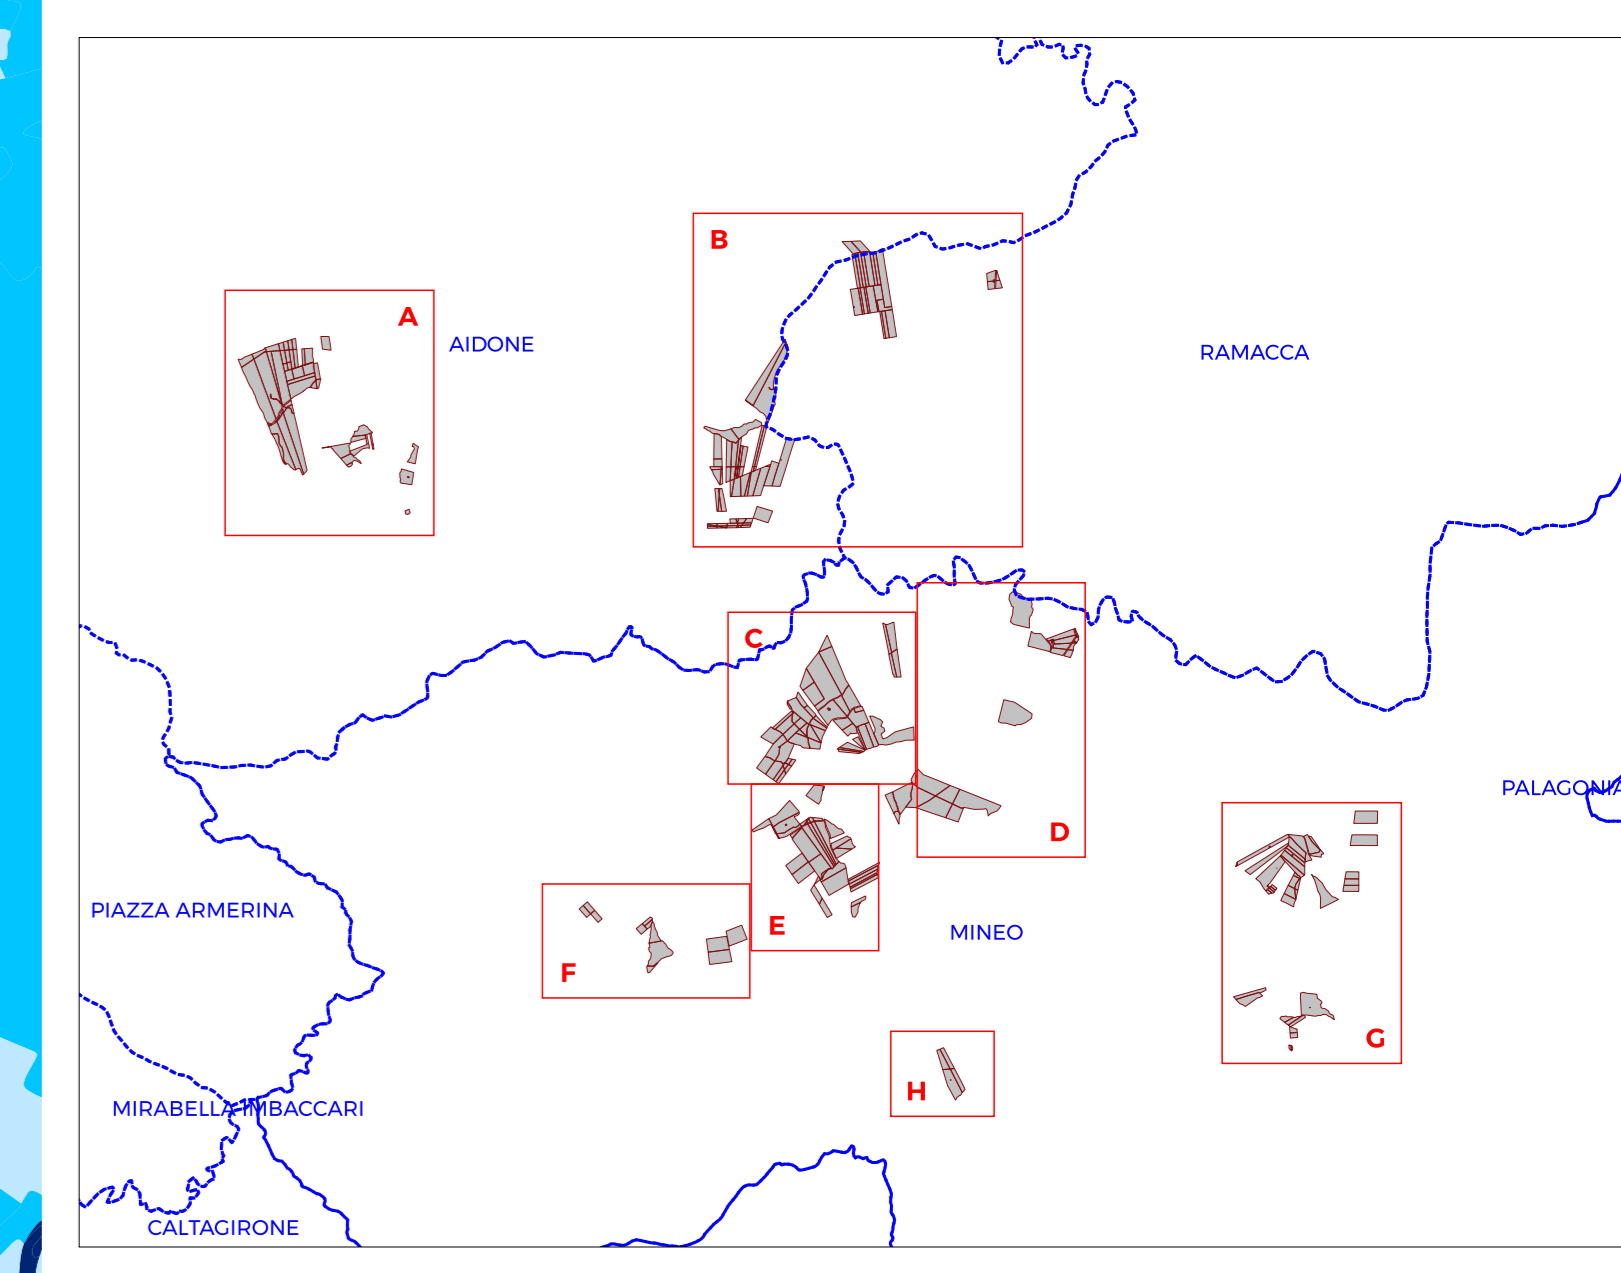 B
A
AIDONE
RAMACCA
C
PALAGONIA
D
PIAZZA ARMERINA
E
MINEO
F
G
H
MIRABELLA IMBACCARI
CALTAGIRONE